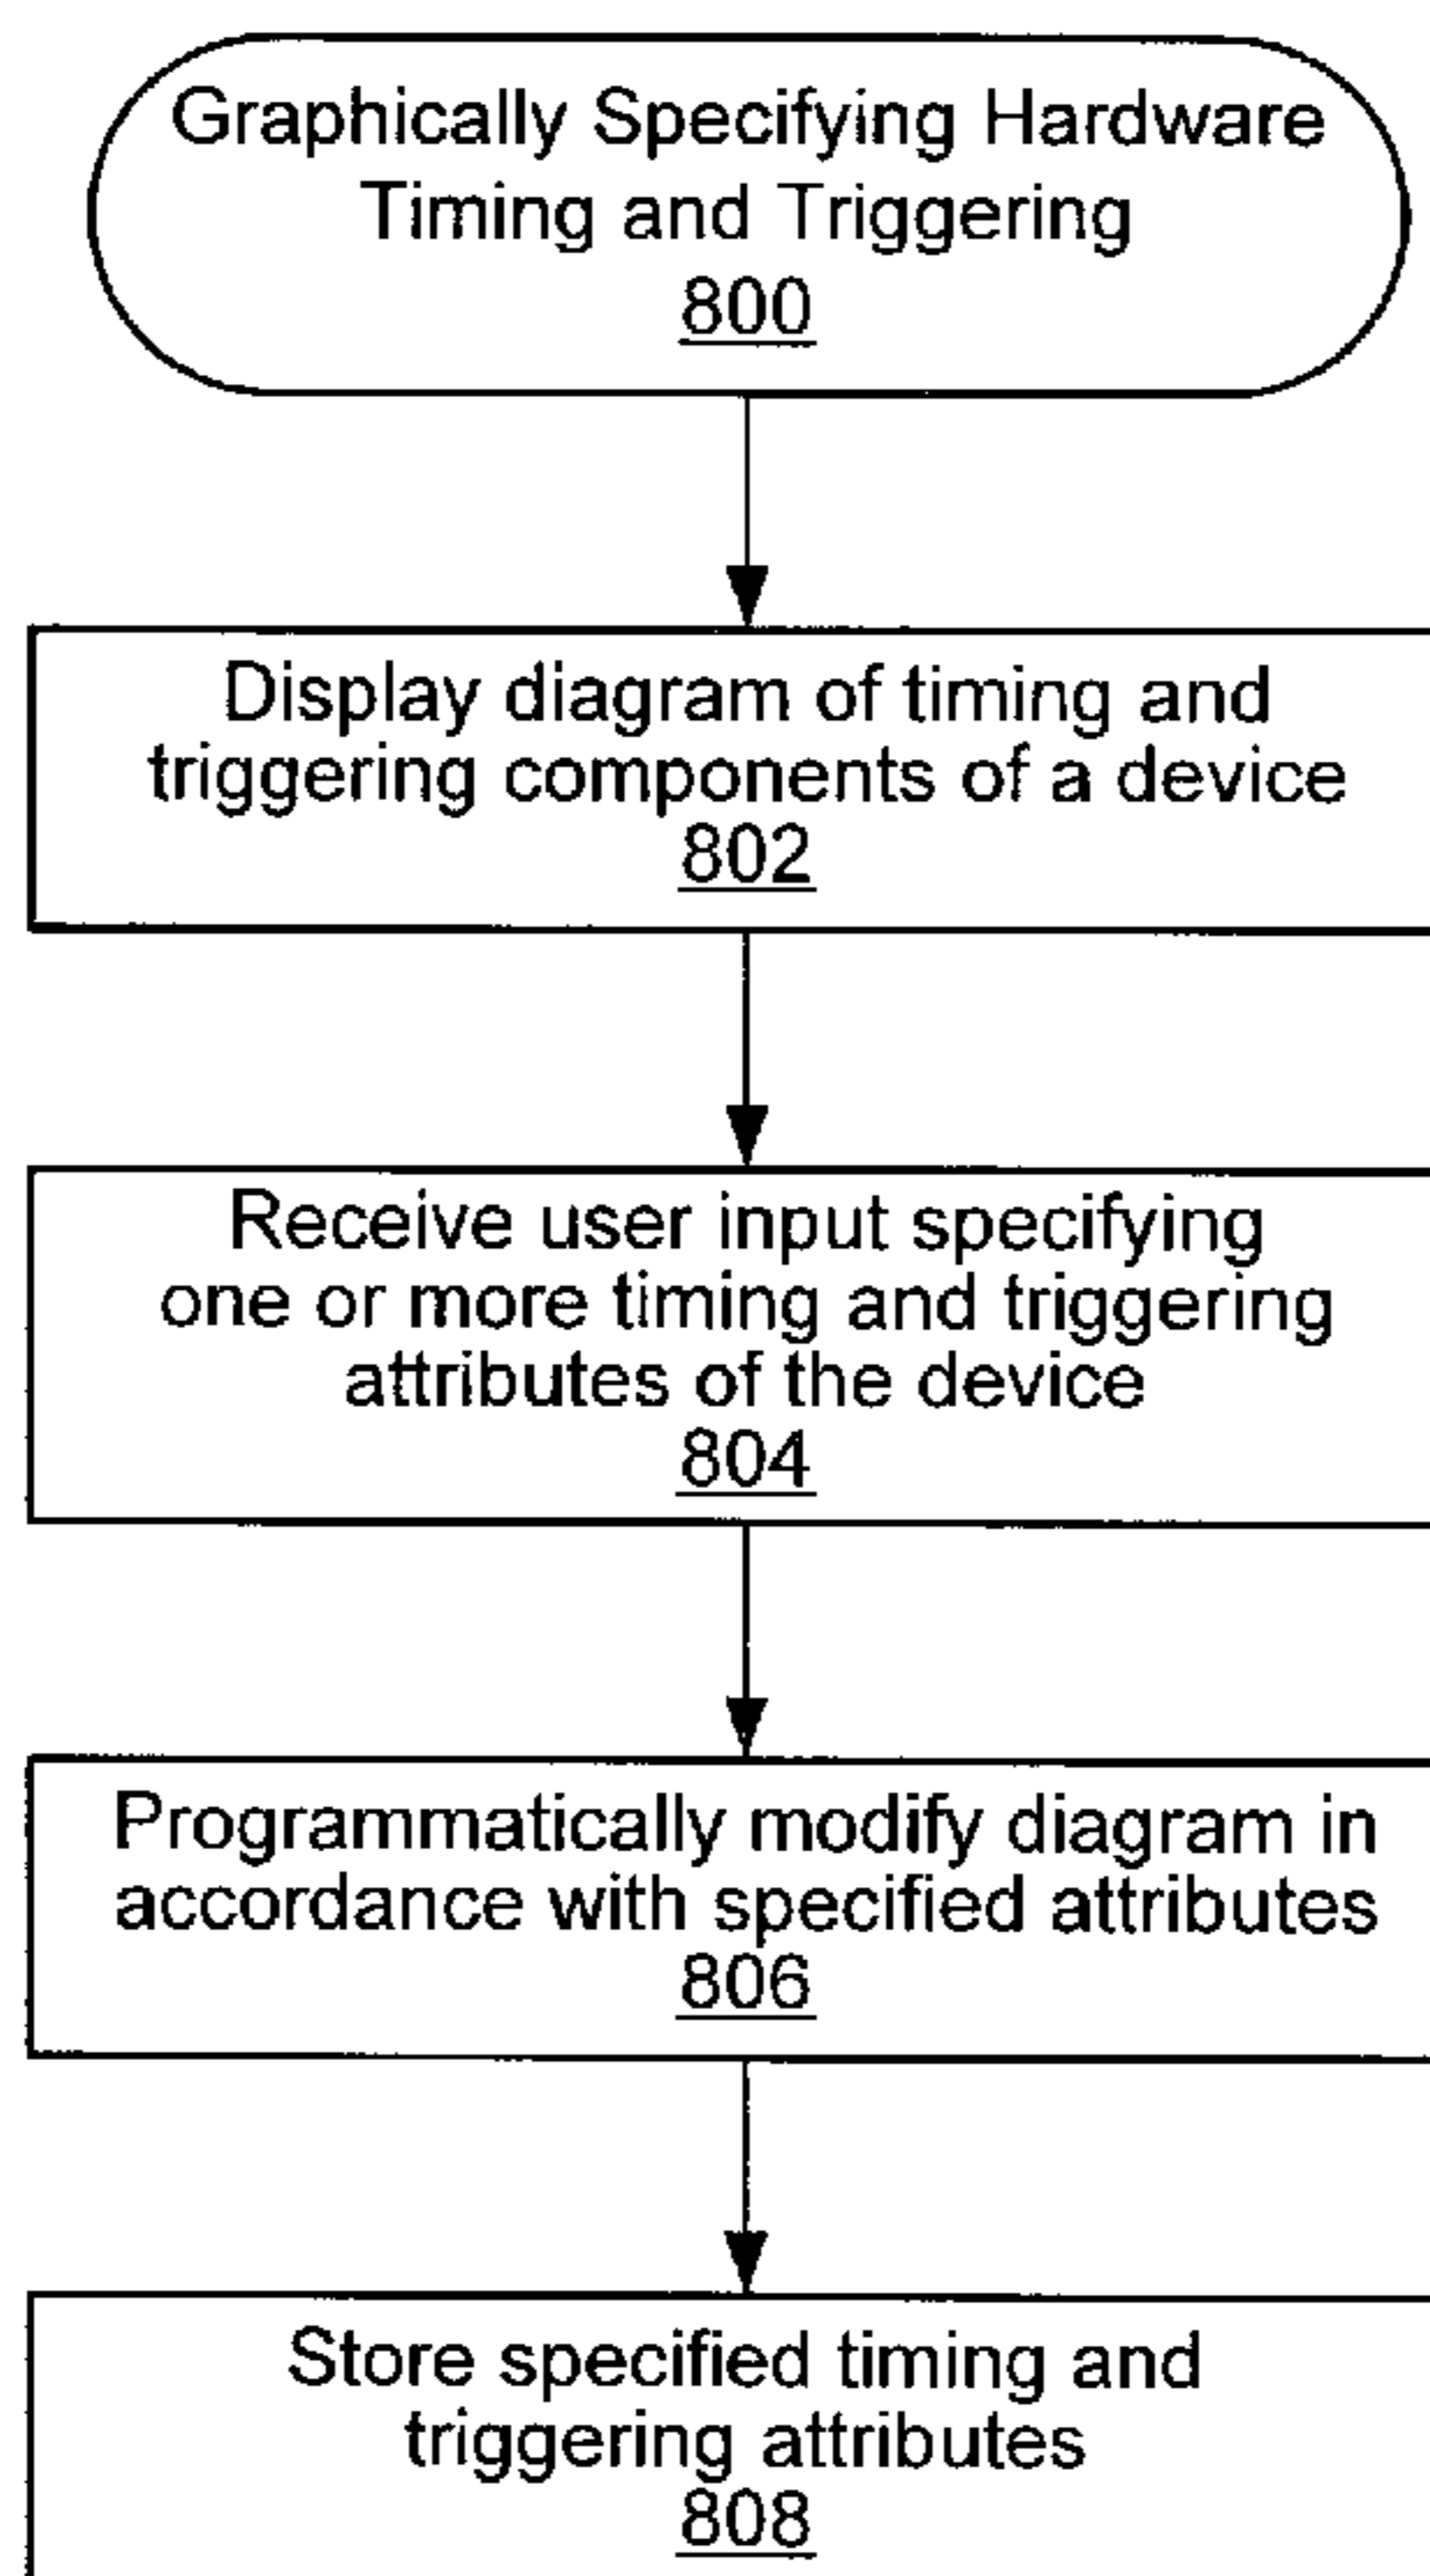 Graphically Specifying Hardware
Timing and Triggering
800
Display diagram of timing and
triggering components of a device
802
Receive user input specifying
one or more timing and triggering
attributes of the device
804
Programmatically modify diagram in
accordance with specified attributes
806
Store specified timing and
triggering attributes
808